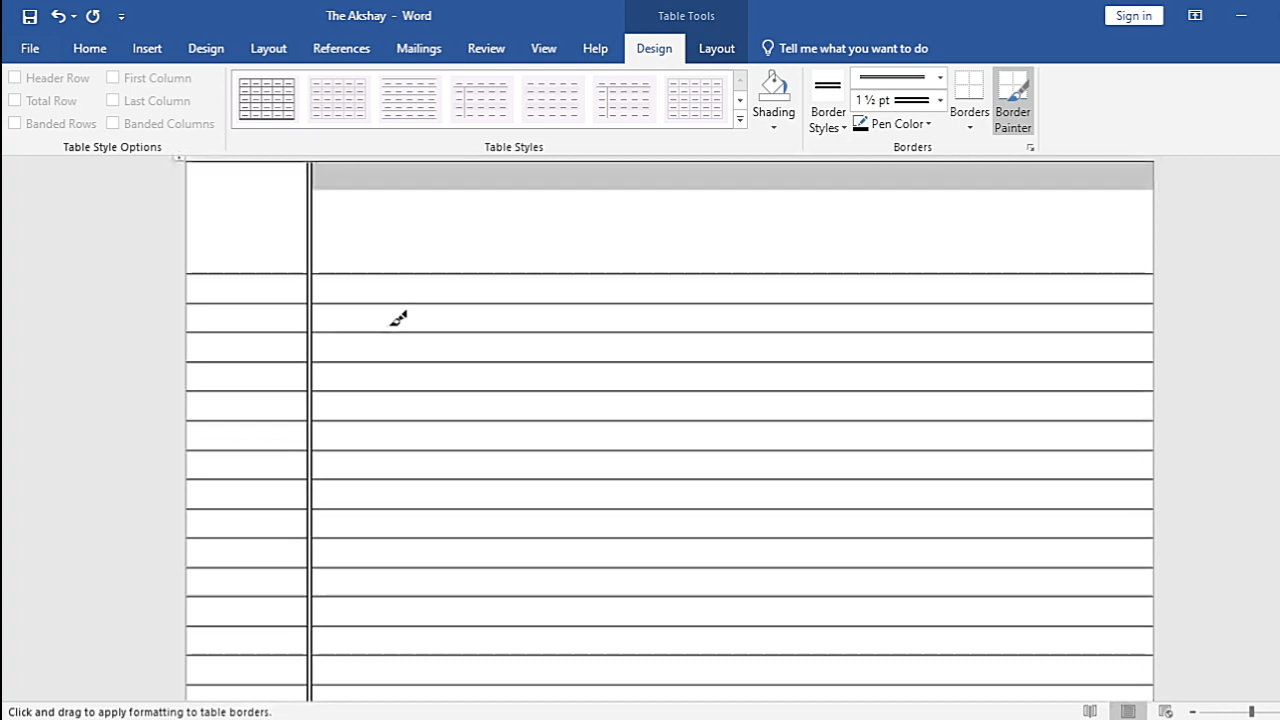 The Akshay - Word
Table Tools
Sign in
File
Home
Insert
Design
Layout
References
Mailings
Review
View
Help
Design
Layout
Tell me what you want to do
Header Row
First Column
Total Row
Last Column
Banded Rows
Banded Columns
Table Style Options
Table Styles
Shading
Border
Styles
1 ½ pt
Pen Color
Borders
Border
Painter
Borders
Click and drag to apply formatting to table borders.